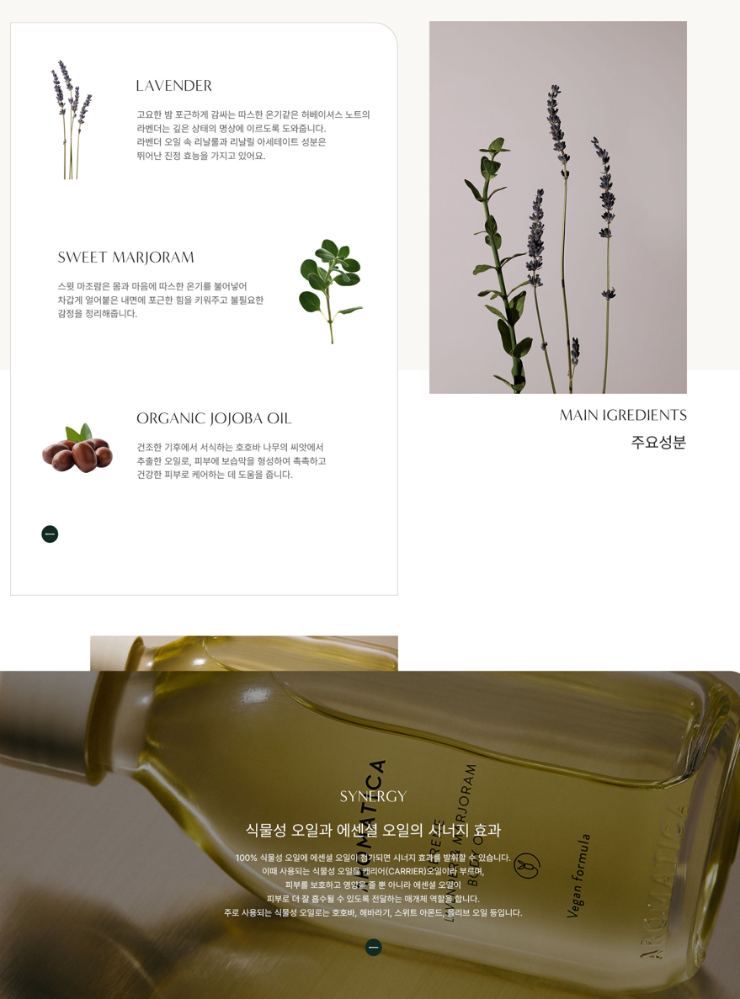 LAVENDER
고요한 밤 포근하게 감싸는 따스한 온기같은 허베이셔스 노트의
라벤더는 깊은 상태의 명상에 이르도록 도와줍니다.
라벤더 오일 속 리날룰과 리날릴 아세테이트 성분은
뛰어난 진정 효능을 가지고 있어요.
SWEET MARJORAM
스윗 마조람은 몸과 마음에 따스한 온기를 불어넣어
차갑게 얼어붙은 내면에 포근한 힘을 키워주고 불필요한
감정을 정리해줍니다.
ORGANIC JOJOBA OIL
건조한 기후에서 서식하는 호호바 나무의 씨앗에서
추출한 오일로, 피부에 보습막을 형성하여 촉촉하고
건강한 피부로 케어하는 데 도움을 줍니다.
MAIN IGREDIENTS
주요성분
SYNERGY
식물성 오일과 에센셜 오일의 시너지 효과
100% 식물성 오일에 에센셜 오일이 첨가되면 시너지 효과를 발휘할 수 있습니다.
이때 사용되는 식물성 오일을 캐리어(CARRIER)오일이라 부르며,
피부를 보호하고 영양을 줄 뿐 아니라 에센셜 오일이
피부로 더 잘 흡수될 수 있도록 전달하는 매개체 역할을 합니다.
주로 사용되는 식물성 오일로는 호호바, 해바라기, 스위트 아몬드, 올리브 오일 등입니다.
AROMATICA
SERENE
LAVENDER & MARJORAM
BODY OIL
Vegan formula
AROMATICA